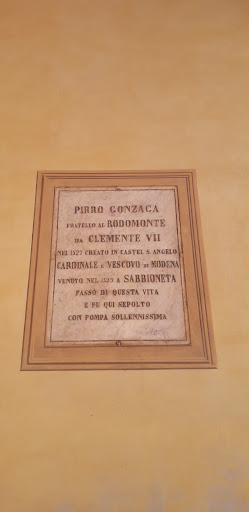 PIRRO GONZAGA
FRATELLO AL RODOMONTE
DA CLEMENTE VII
NEL 1527 CREATO IN CASTEL S. ANGELO
CARDINALE E VESCOVO DI MODENA
VENUTO NEL 1529 A SABBIONETA
PASSÒ DI QUESTA VITA
E FU QUI SEPOLTO
CON POMPA SOLLENNISSIMA